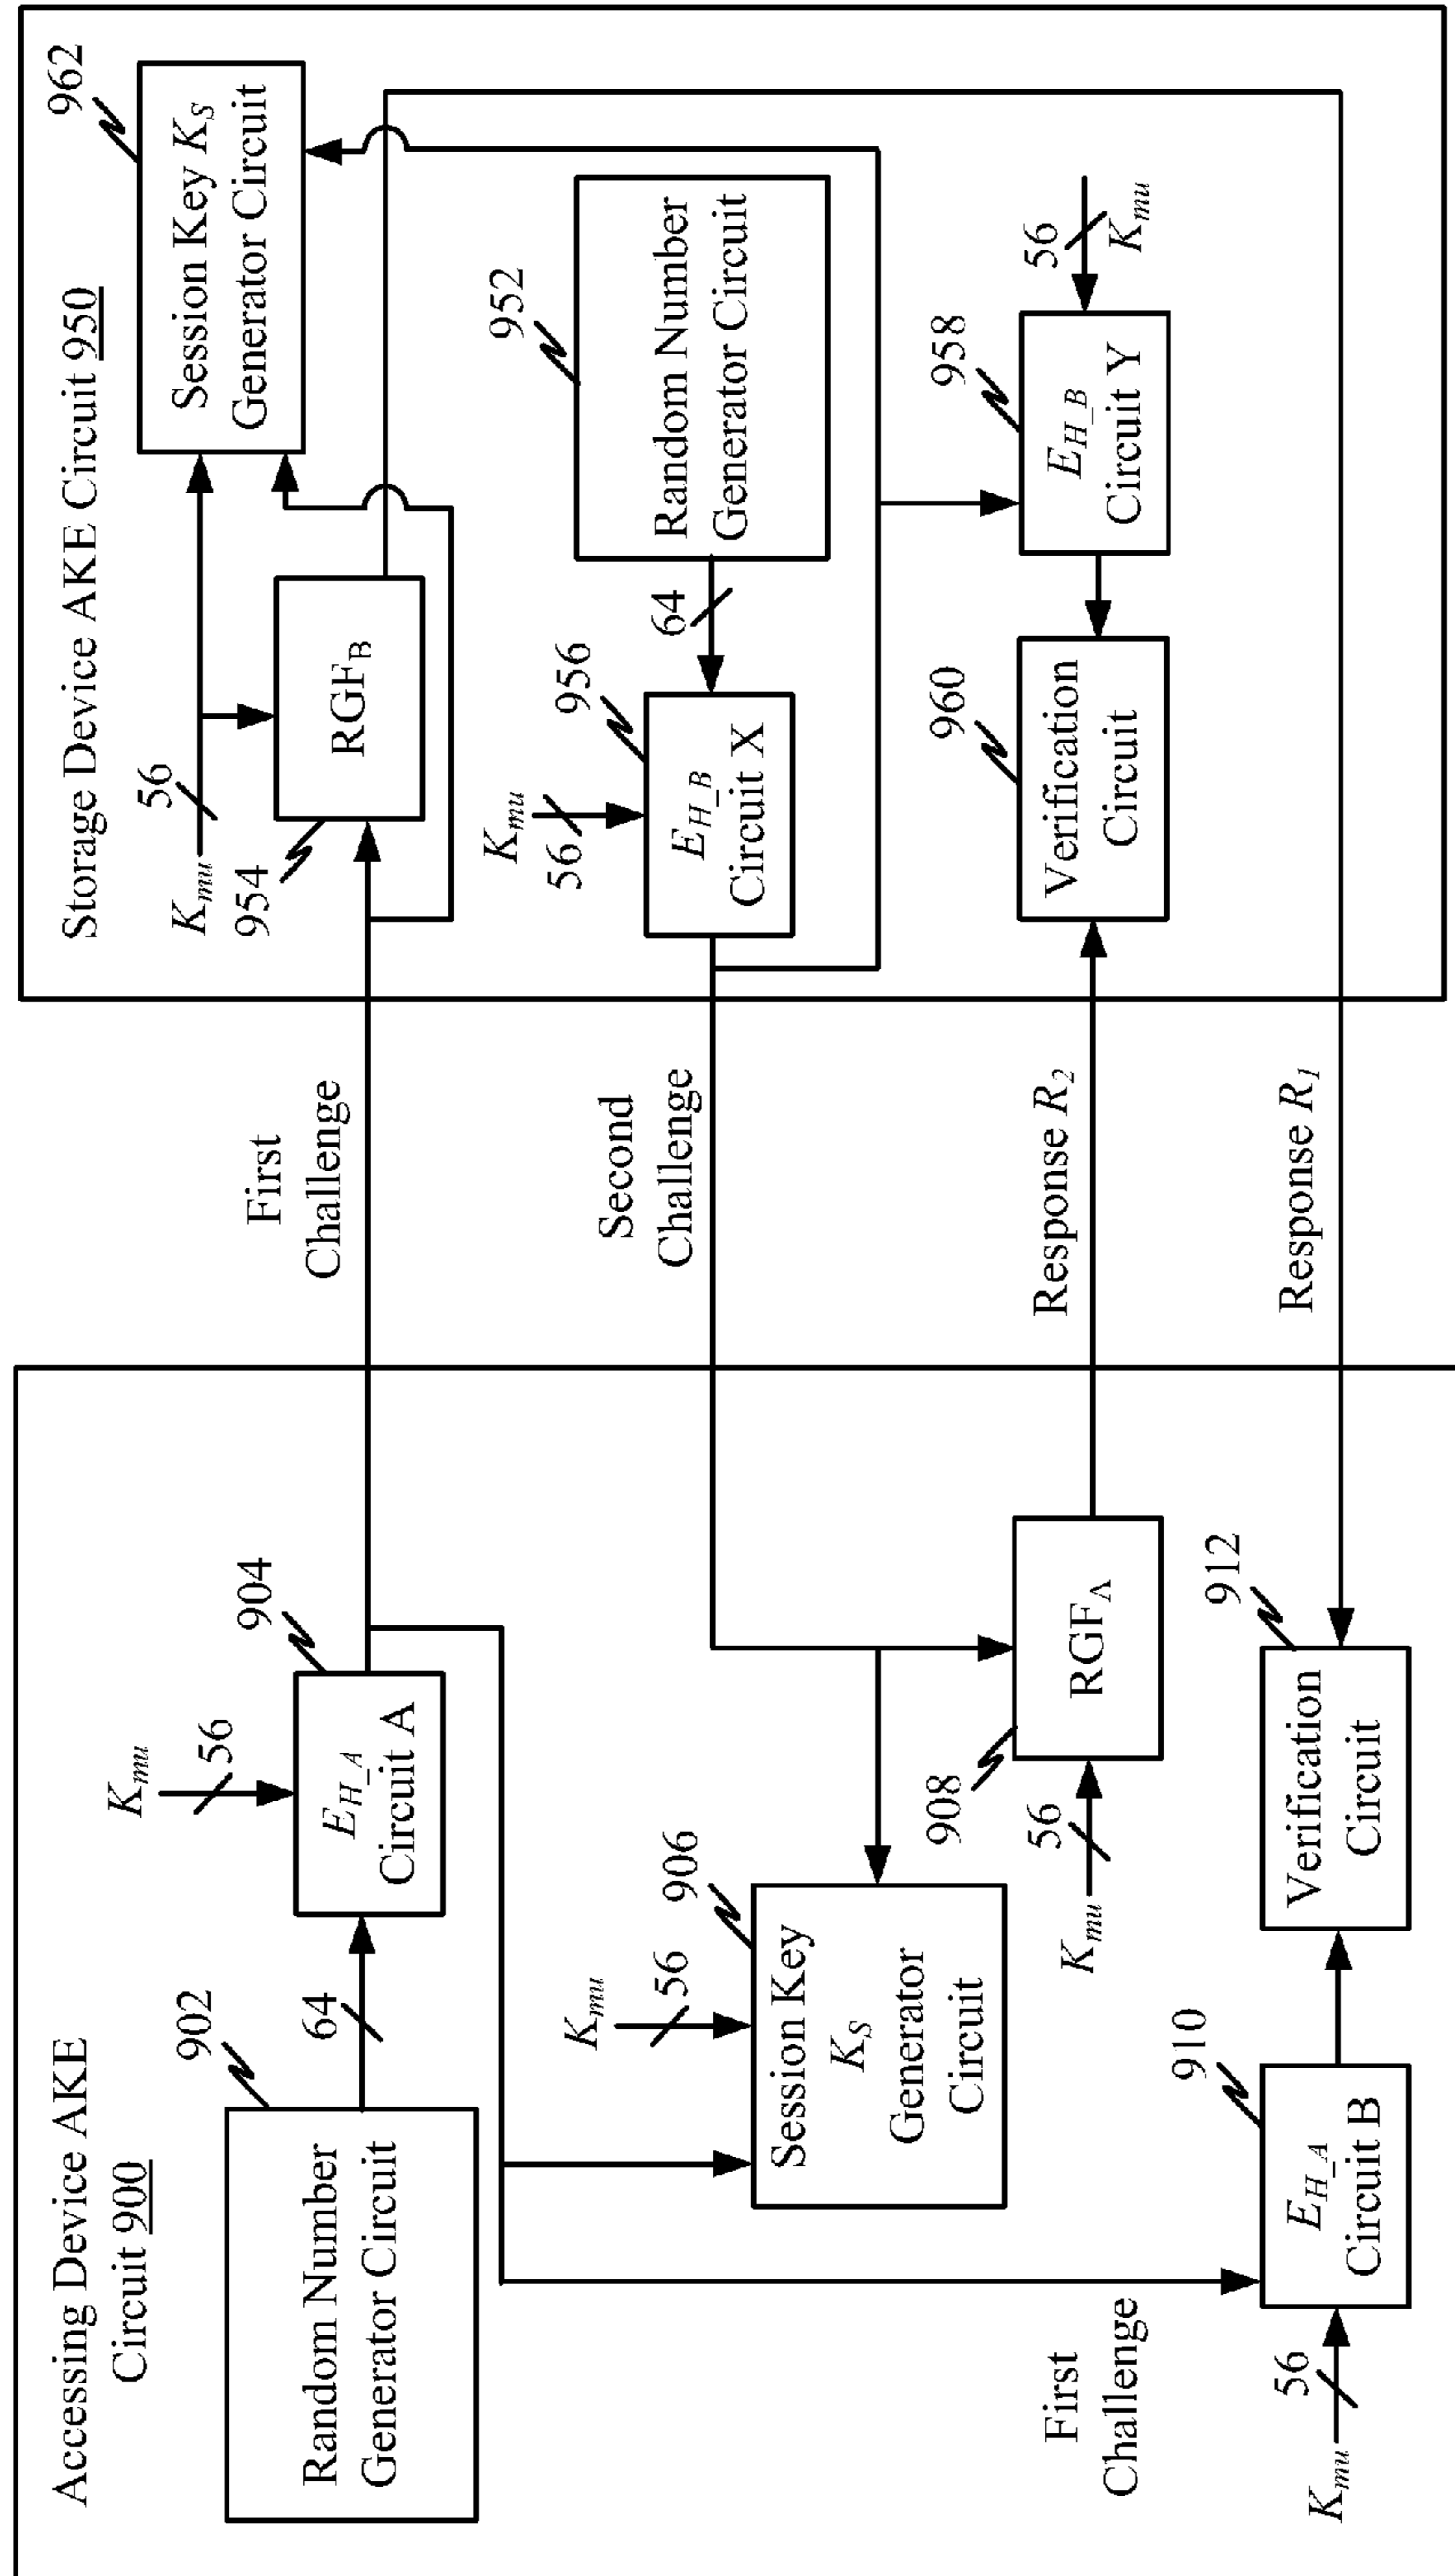 Accessing Device AKE
Circuit 900
902
Random Number
Generator Circuit
64
K_mu
56
904
E_H_A
Circuit A
K_mu
56
906
Session Key
K_S
Generator
Circuit
908
RGF_A
56
K_mu
First
Challenge
910
E_H_A
Circuit B
56
K_mu
912
Verification
Circuit
First
Challenge
Second
Challenge
Response R_2
Response R_1
Storage Device AKE Circuit 950
K_mu
56
954
RGF_B
962
Session Key K_S
Generator Circuit
952
Random Number
Generator Circuit
64
956
K_mu
56
E_H_B
Circuit X
960
Verification
Circuit
958
E_H_B
Circuit Y
56
K_mu